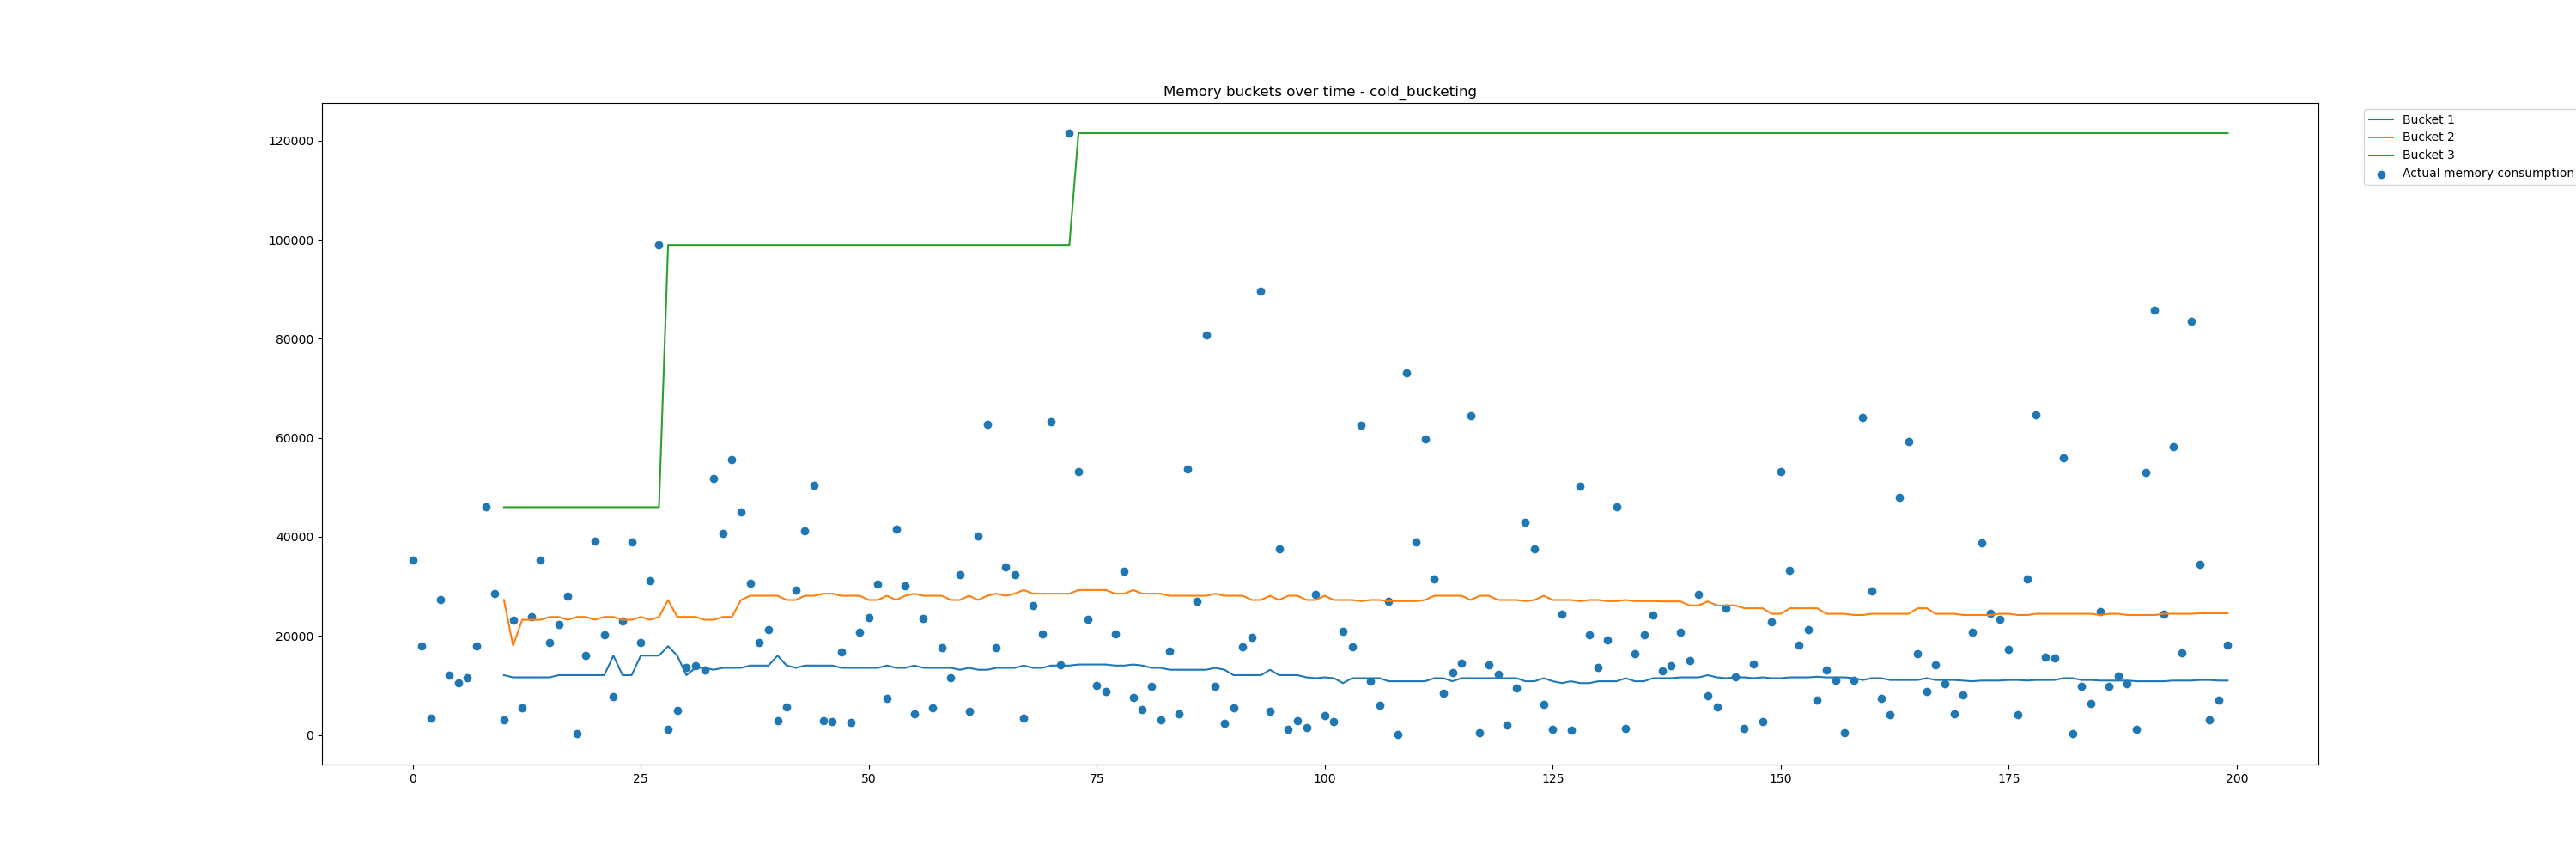 Memory buckets over time - cold_bucketing
120000
100000
80000
60000
40000
20000
0
0 25 50 75 100 125 150 175 200
Bucket 1
Bucket 2
Bucket 3
Actual memory consumption